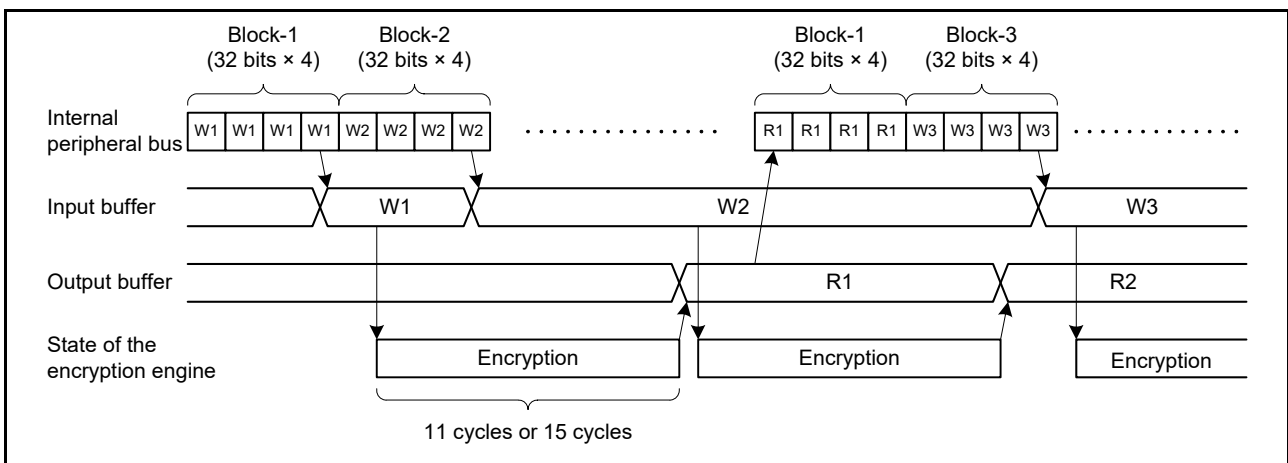 Block-1
(32 bits × 4)
Block-2
(32 bits × 4)
Block-1
(32 bits × 4)
Block-3
(32 bits × 4)
Internal
peripheral bus
W1 W1 W1 W1 W2 W2 W2 W2 R1 R1 R1 R1 W3 W3 W3 W3
Input buffer
W1
W2
W3
Output buffer
R1
R2
State of the
encryption engine
Encryption
Encryption
Encryption
11 cycles or 15 cycles